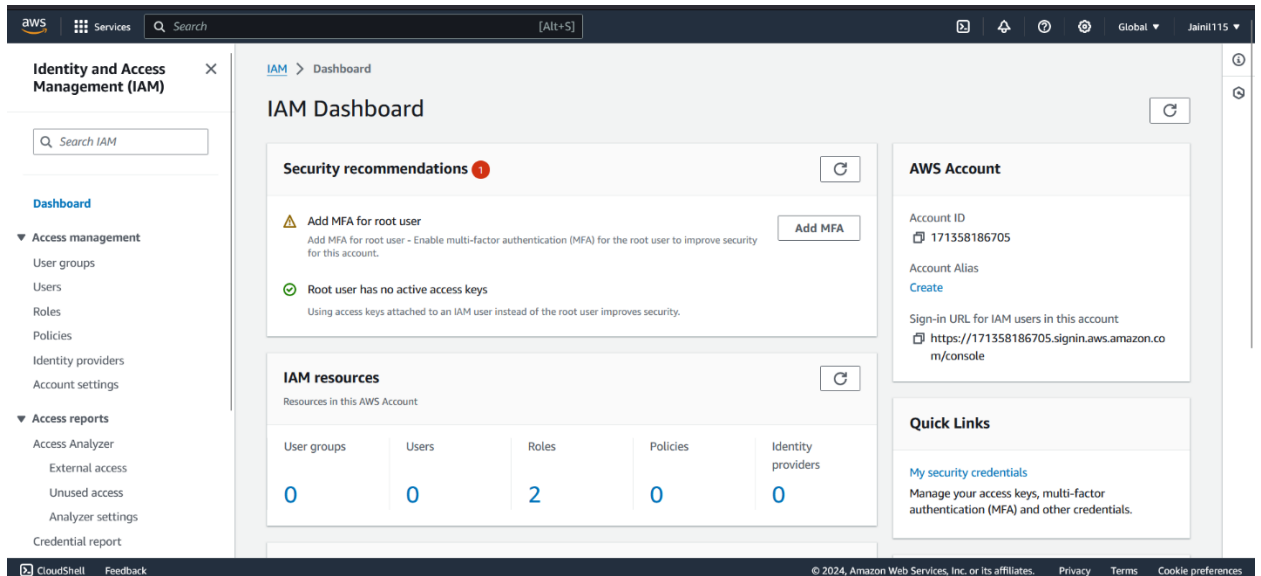 aws
Services
Search
[Alt+S]
Global
Jainil115
Identity and Access
Management (IAM)
Search IAM
Dashboard
Access management
User groups
Users
Roles
Policies
Identity providers
Account settings
Access reports
Access Analyzer
External access
Unused access
Analyzer settings
Credential report
IAM > Dashboard
IAM Dashboard
Security recommendations 1
Add MFA for root user
Add MFA for root user - Enable multi-factor authentication (MFA) for the root user to improve security
for this account.
Add MFA
Root user has no active access keys
Using access keys attached to an IAM user instead of the root user improves security.
IAM resources
Resources in this AWS Account
User groups
Users
Roles
Policies
Identity
providers
0
0
2
0
0
AWS Account
Account ID
171358186705
Account Alias
Create
Sign-in URL for IAM users in this account
https://171358186705.signin.aws.amazon.co
m/console
Quick Links
My security credentials
Manage your access keys, multi-factor
authentication (MFA) and other credentials.
CloudShell
Feedback
© 2024, Amazon Web Services, Inc. or its affiliates.
Privacy
Terms
Cookie preferences